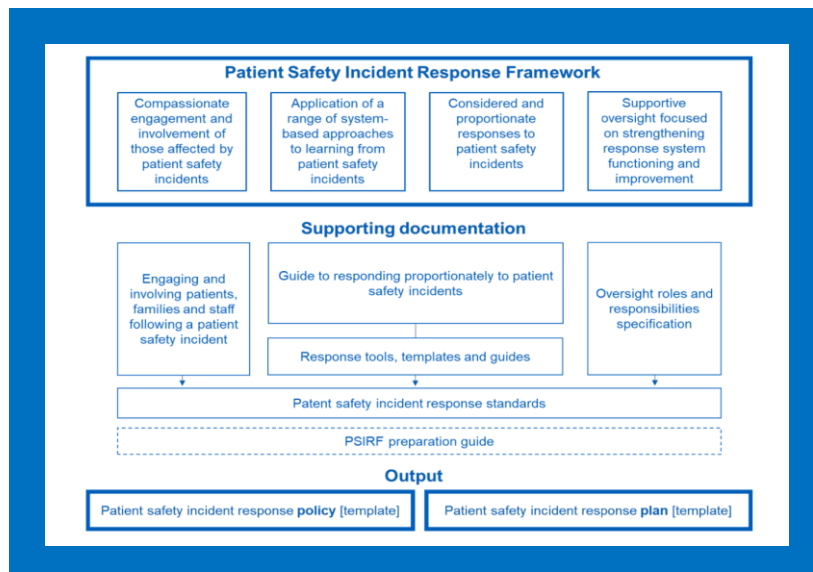 Patient Safety Incident Response Framework
Compassionate
engagement and
involvement of
those affected by
patient safety
incidents
Application of a
range of system-
based approaches
to learning from
patient safety
incidents
Considered and
proportionate
responses to
patient safety
incidents
Supportive
oversight focused
on strengthening
response system
functioning and
improvement
Supporting documentation
Engaging and
involving patients,
families and staff
following a patient
safety incident
Guide to responding proportionately to patient
safety incidents
Response tools, templates and guides
Oversight roles and
responsibilities
specification
Patent safety incident response standards
PSIRF preparation guide
Output
Patient safety incident response policy [template]
Patient safety incident response plan [template]